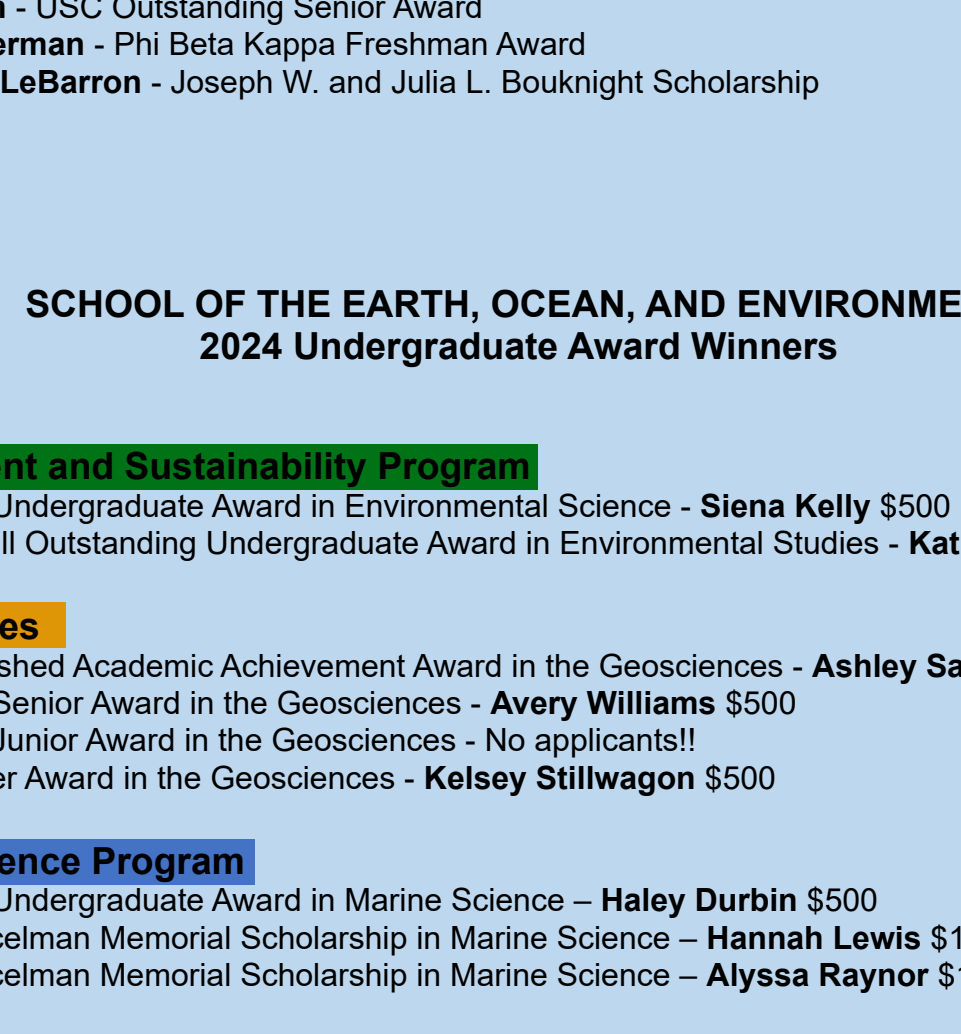 - USC Outstanding Senior Award
erman - Phi Beta Kappa Freshman Award
LeBarron - Joseph W. and Julia L. Bouknight Scholarship
SCHOOL OF THE EARTH, OCEAN, AND ENVIRONME
2024 Undergraduate Award Winners
ent and Sustainability Program
Undergraduate Award in Environmental Science - Siena Kelly $500
ll Outstanding Undergraduate Award in Environmental Studies - Kat
es
shed Academic Achievement Award in the Geosciences - Ashley Sa
Senior Award in the Geosciences - Avery Williams $500
Junior Award in the Geosciences - No applicants!!
er Award in the Geosciences - Kelsey Stillwagon $500
ence Program
Undergraduate Award in Marine Science – Haley Durbin $500
celman Memorial Scholarship in Marine Science – Hannah Lewis $1
celman Memorial Scholarship in Marine Science – Alyssa Raynor $